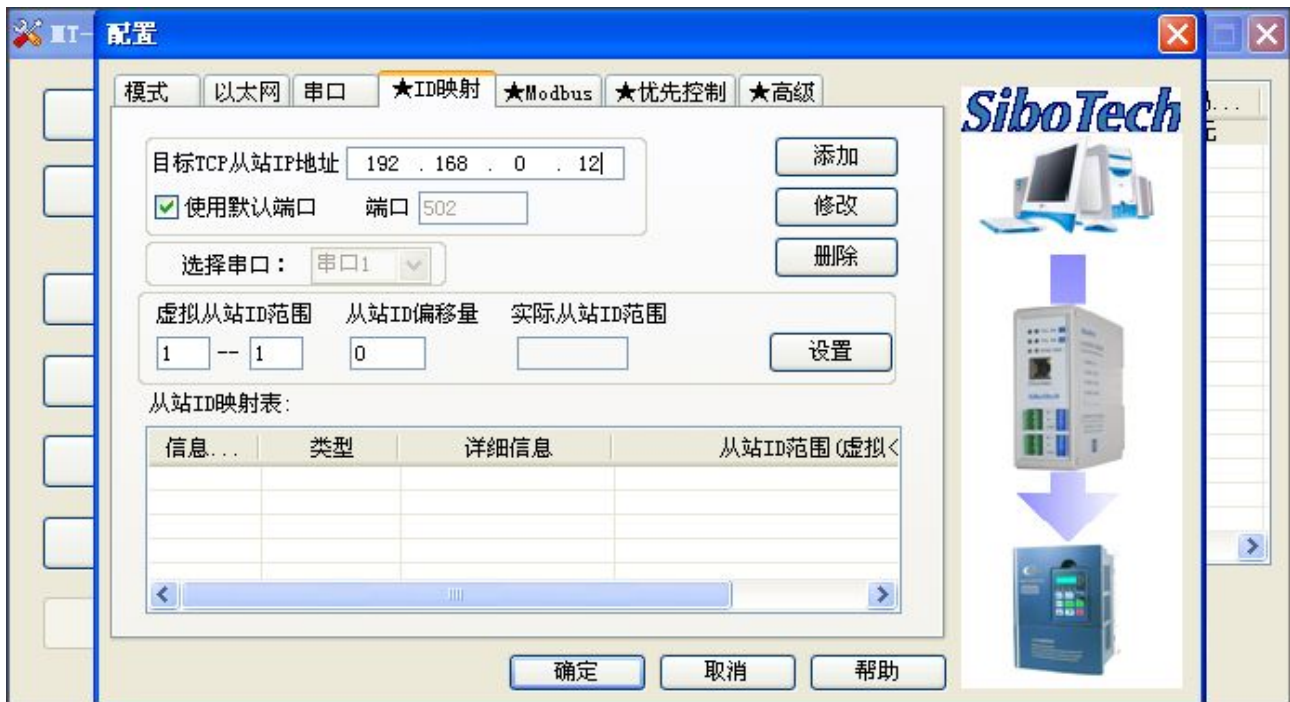 MT-
配置
模式 以太网 串口 ★ID映射 ★Modbus ★优先控制 ★高级
SiboTech
目标TCP从站IP地址 192 . 168 . 0 . 12
添加
使用默认端口 端口 502
修改
选择串口: 串口1
删除
虚拟从站ID范围 从站ID偏移量 实际从站ID范围
1 -- 1 0
设置
从站ID映射表:
信息... 类型 详细信息 从站ID范围(虚拟<
确定 取消 帮助